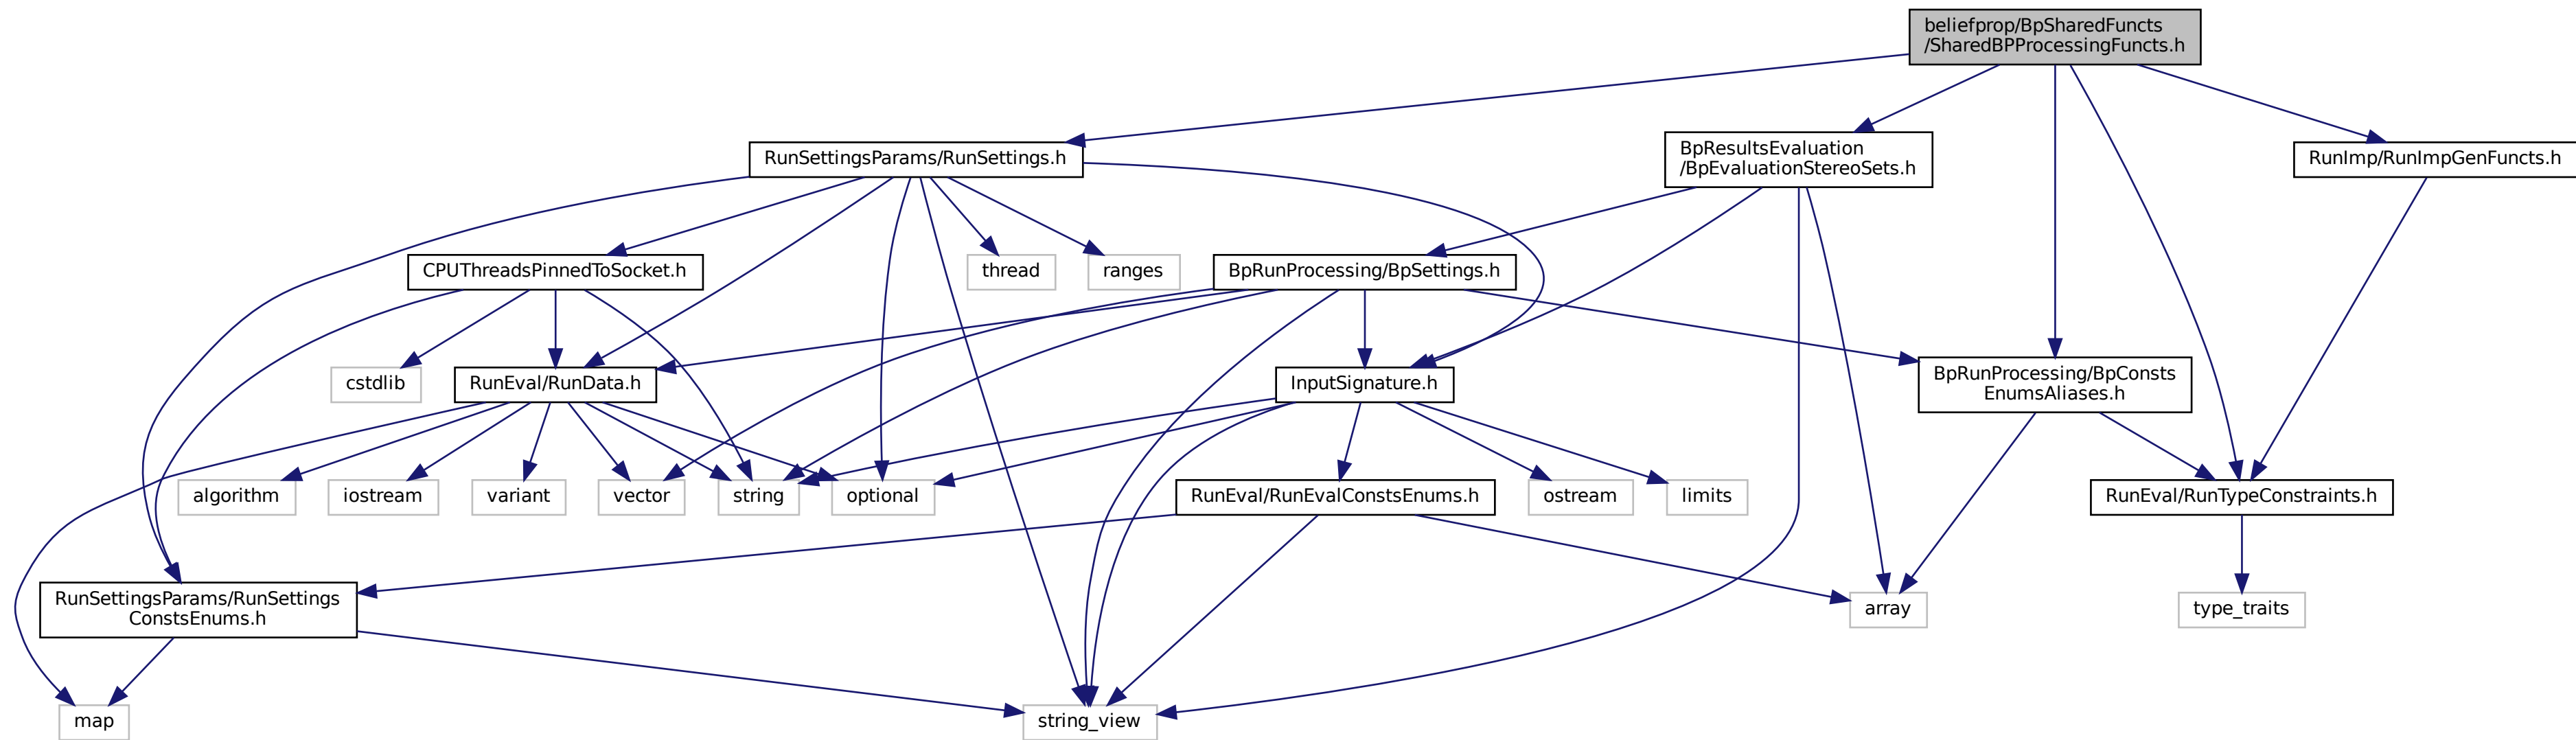 beliefprop/BpSharedFuncts
/SharedBPProcessingFuncts.h
RunSettingsParams/RunSettings.h
BpResultsEvaluation
/BpEvaluationStereoSets.h
RunImp/RunImpGenFuncts.h
CPUThreadsPinnedToSocket.h
thread
ranges
BpRunProcessing/BpSettings.h
cstdlib
RunEval/RunData.h
InputSignature.h
BpRunProcessing/BpConsts
EnumsAliases.h
algorithm
iostream
variant
vector
string
optional
RunEval/RunEvalConstsEnums.h
ostream
limits
RunEval/RunTypeConstraints.h
RunSettingsParams/RunSettings
ConstsEnums.h
array
type_traits
map
string_view